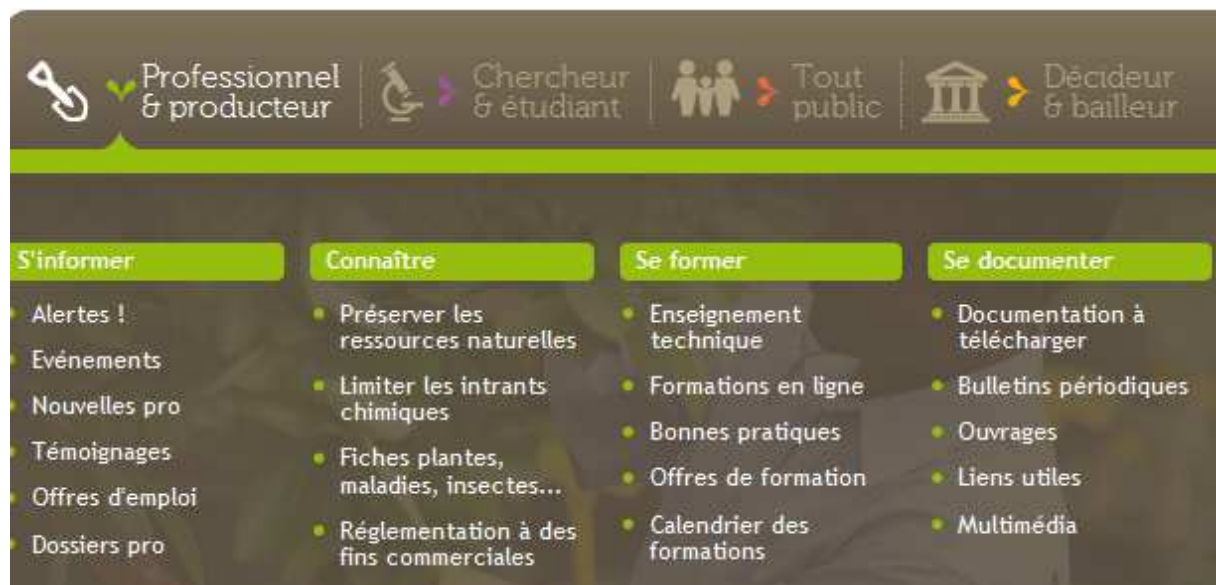 Professionnel
& producteur
Chercheur
& étudiant
Tout
public
Décideur
& bailleur
S'informer
Alertes !
Evénements
Nouvelles pro
Témoignages
Offres d'emploi
Dossiers pro
Connaître
Préserver les
ressources naturelles
Limiter les intrants
chimiques
Fiches plantes,
maladies, insectes...
Réglementation à des
fins commerciales
Se former
Enseignement
technique
Formations en ligne
Bonnes pratiques
Offres de formation
Calendrier des
formations
Se documenter
Documentation à
télécharger
Bulletins périodiques
Ouvrages
Liens utiles
Multimédia